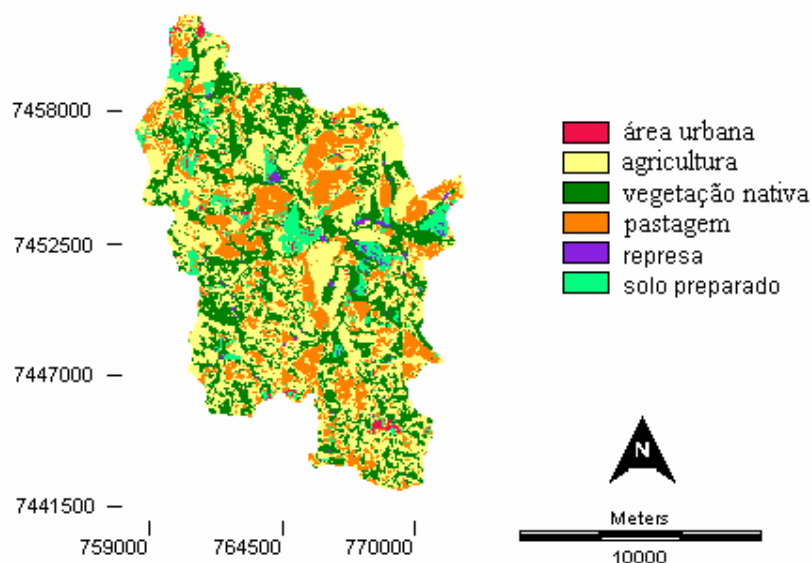 7458000
7452500
7447000
7441500
759000
764500
770000
área urbana
agricultura
vegetação nativa
pastagem
represa
solo preparado
N
Meters
10000